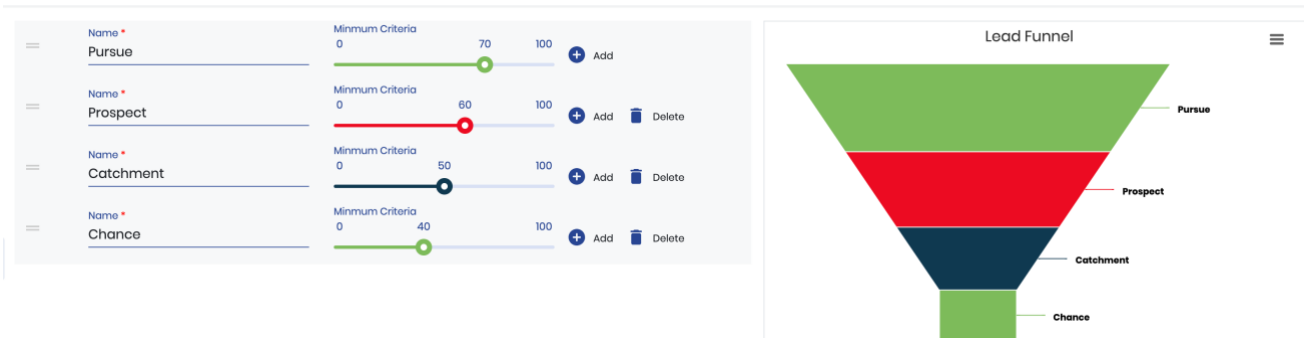 Name *
Pursue
Minmum Criteria
0 70 100
Add
Name *
Prospect
Minmum Criteria
0 60 100
Add Delete
Name *
Catchment
Minmum Criteria
0 50 100
Add Delete
Name *
Chance
Minmum Criteria
0 40 100
Add Delete
Lead Funnel
Pursue
Prospect
Catchment
Chance